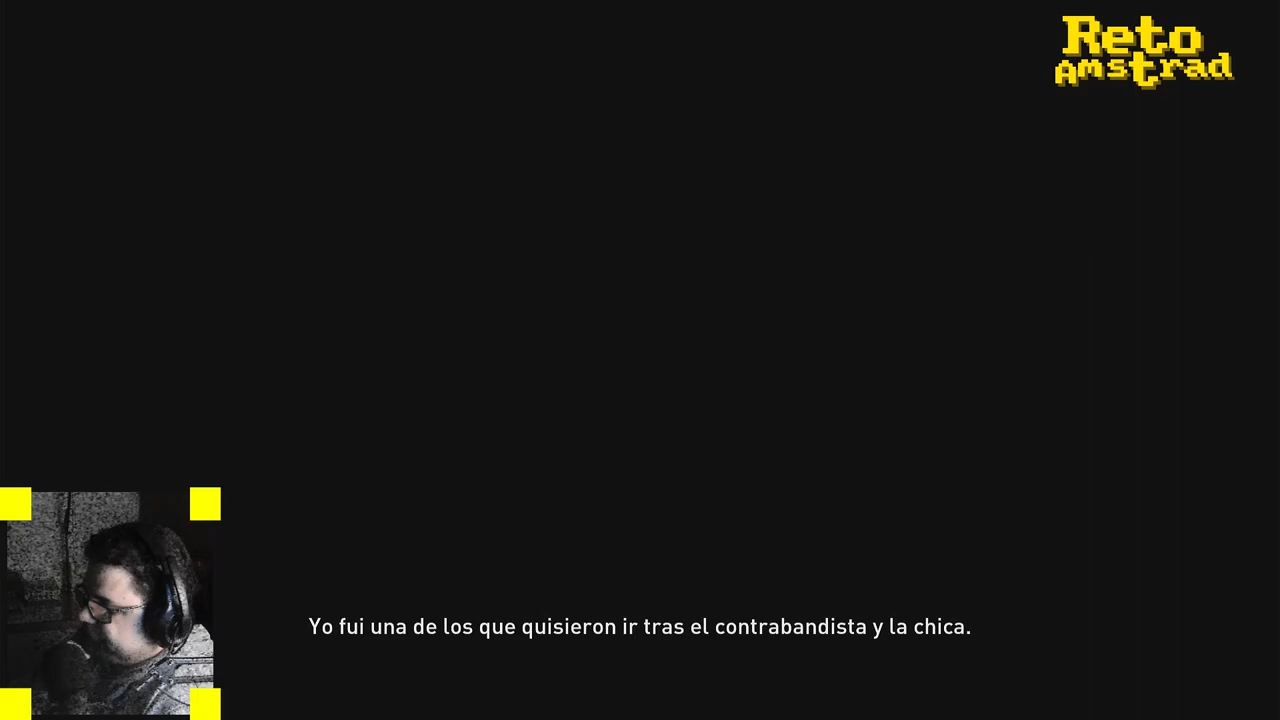 Reto
Amstrad
Yo fui una de los que quisieron ir tras el contrabandista y la chica.